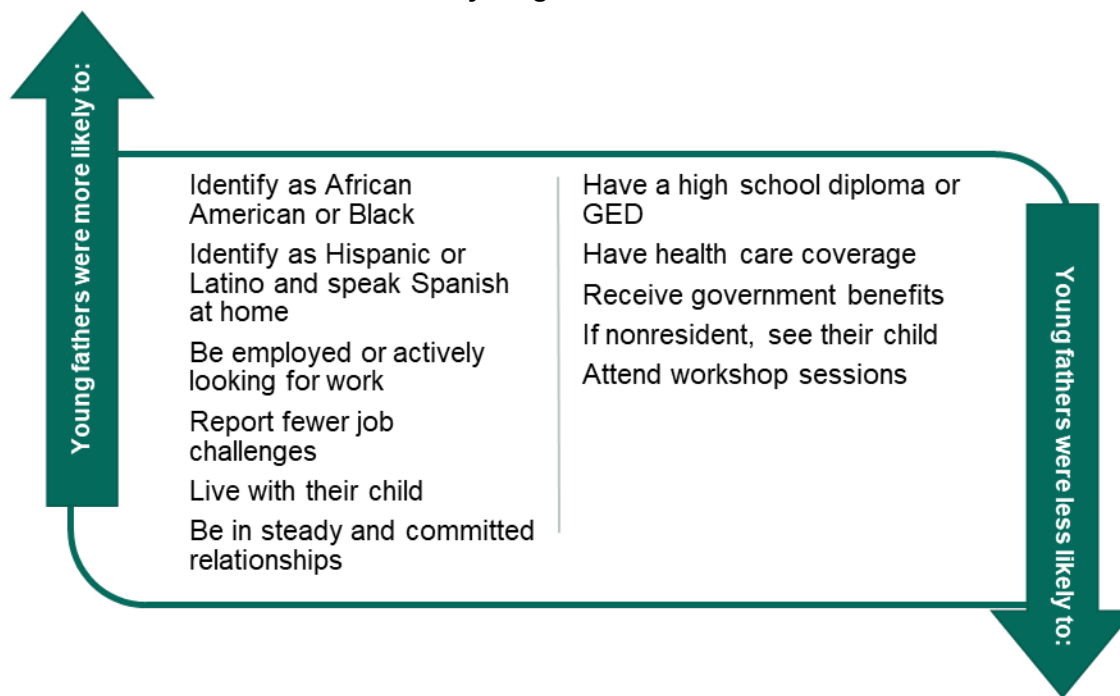 Young fathers were more likely to:
Identify as African
American or Black
Identify as Hispanic or
Latino and speak Spanish
at home
Be employed or actively
looking for work
Report fewer job
challenges
Live with their child
Be in steady and committed
relationships
Have a high school diploma or
GED
Have health care coverage
Receive government benefits
If nonresident, see their child
Attend workshop sessions
Young fathers were less likely to: